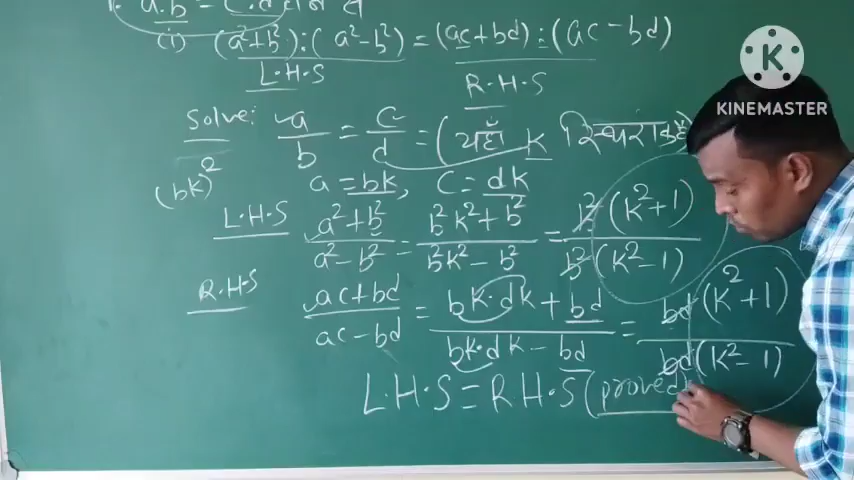 1. a.b = C.d हो तो
(i) (a²+b²):(a²-b²) = (ac+bd):(ac-bd)
L.H.S R.H.S
K
KINEMASTER
Solve: a/b = c/d = (यहाँ K स्थिरांक है)
a = bk, c = dk
(bk)²
L.H.S a²+b²/a²-b² = b²k²+b²/b²k²-b² = b²(k²+1)/b²(k²-1)
R.H.S ac+bd/ac-bd = bk.dk+bd/bk.dk-bd = bd(k²+1)/bd(k²-1)
L.H.S = R.H.S (proved)